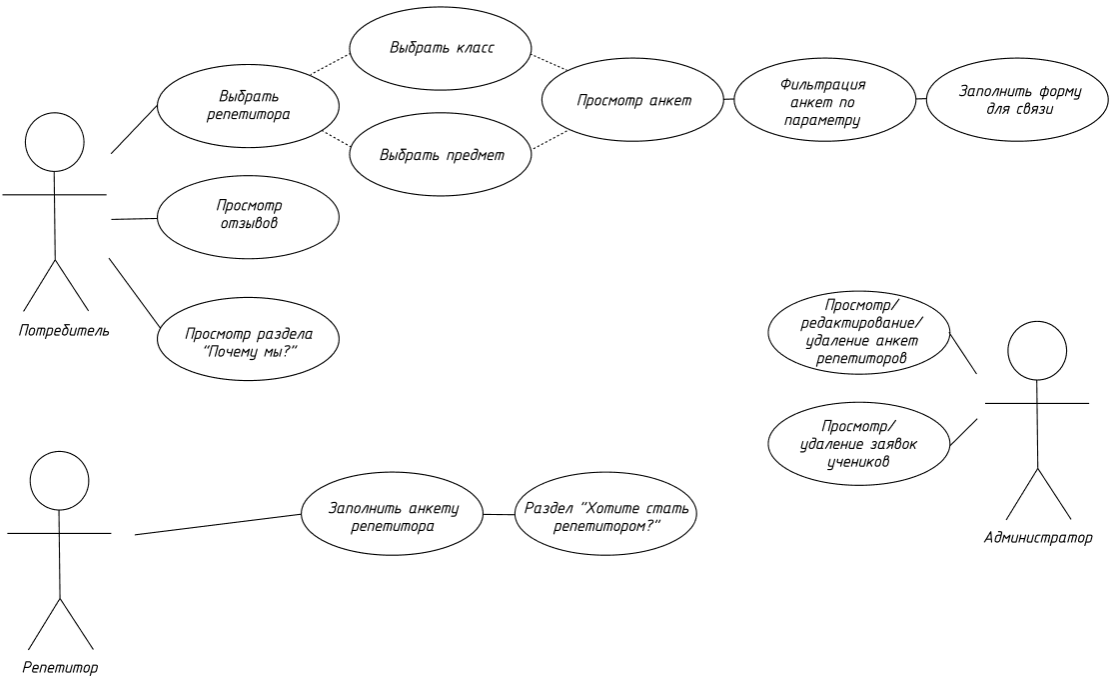 Выбрать класс
Выбрать
репетитора
Выбрать предмет
Просмотр анкет
Фильтрация
анкет по
параметру
Заполнить форму
для связи
Просмотр
отзывов
Просмотр раздела
"Почему мы?"
Потребитель
Просмотр/
редактирование/
удаление анкет
репетиторов
Просмотр/
удаление заявок
учеников
Администратор
Заполнить анкету
репетитора
Раздел "Хотите стать
репетитором?"
Репетитор